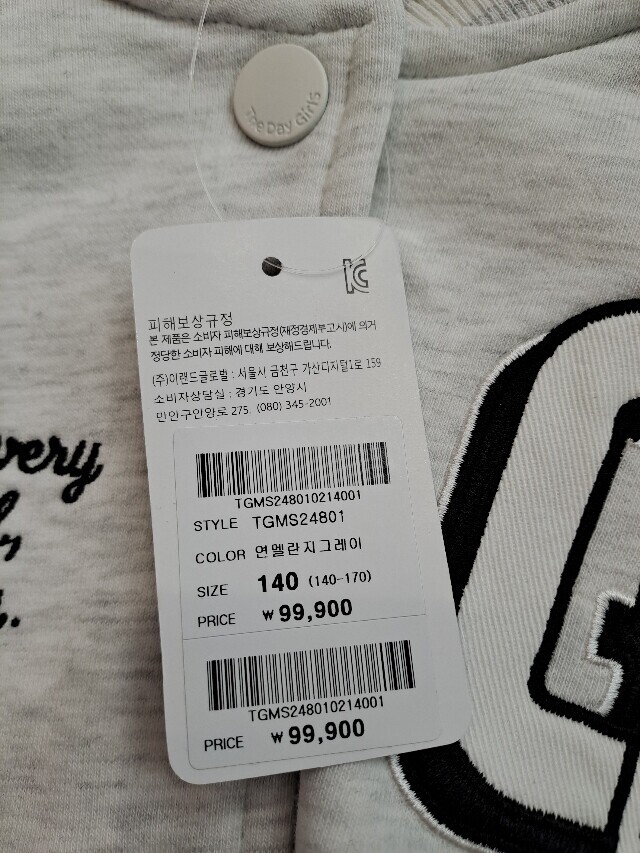 The Day Girls
피해보상규정
본 제품은 소비자 피해보상규정(재정경제부고시)에 의거
정당한 소비자 피해에 대해 보상해드립니다.
(주)이랜드글로벌 : 서울시 금천구 가산디지털1로 159
소비자상담실 : 경기도 안양시
만안구안양로 275. (080) 345-2001
TGMS248010214001
STYLE TGMS24801
COLOR 연멜란지그레이
SIZE 140 (140-170)
PRICE ₩99,900
TGMS248010214001
PRICE ₩99,900